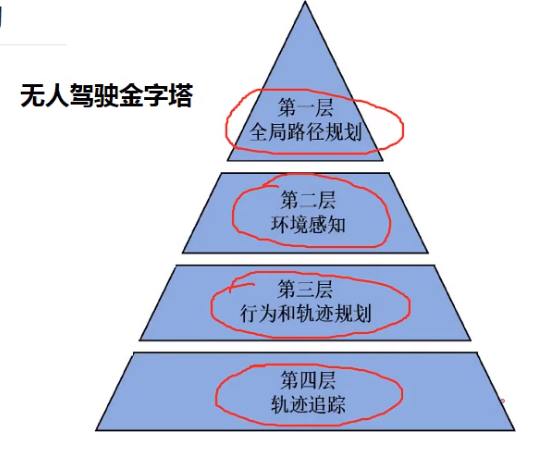 无人驾驶金字塔
第一层
全局路径规划
第二层
环境感知
第三层
行为和轨迹规划
第四层
轨迹追踪